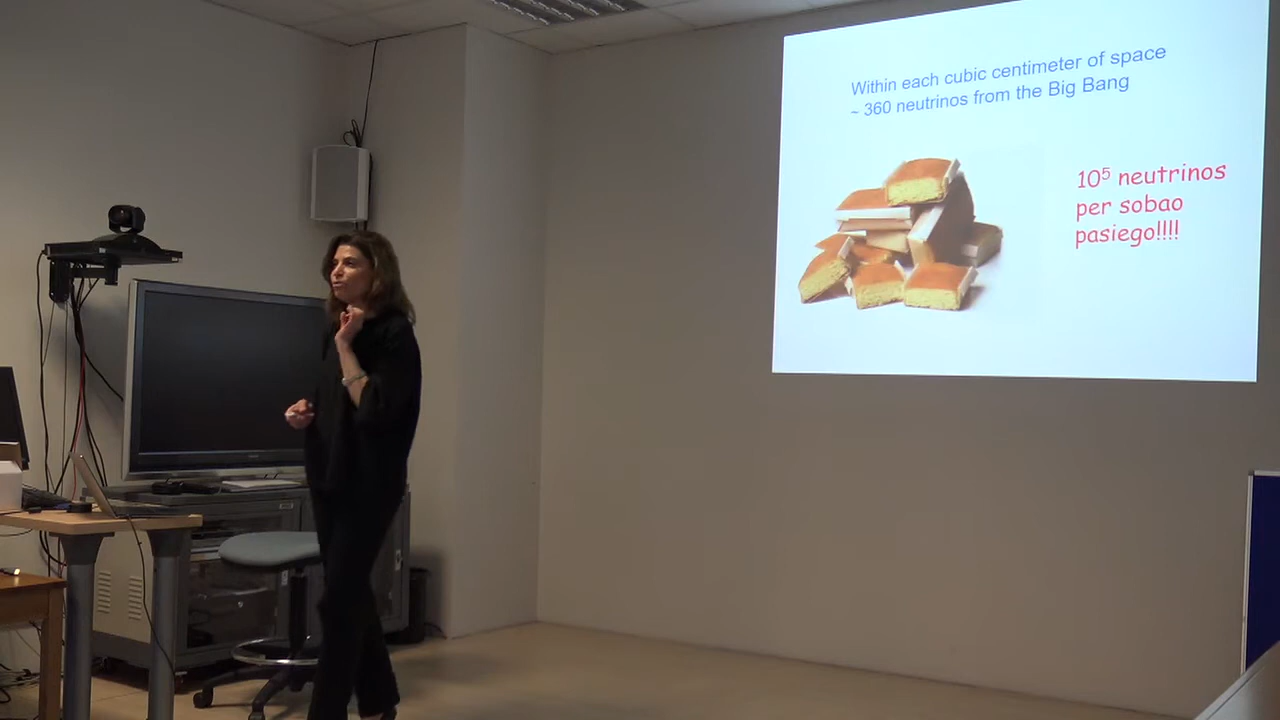 Within each cubic centimeter of space
~ 360 neutrinos from the Big Bang
10⁵ neutrinos
per sobao
pasiego!!!!